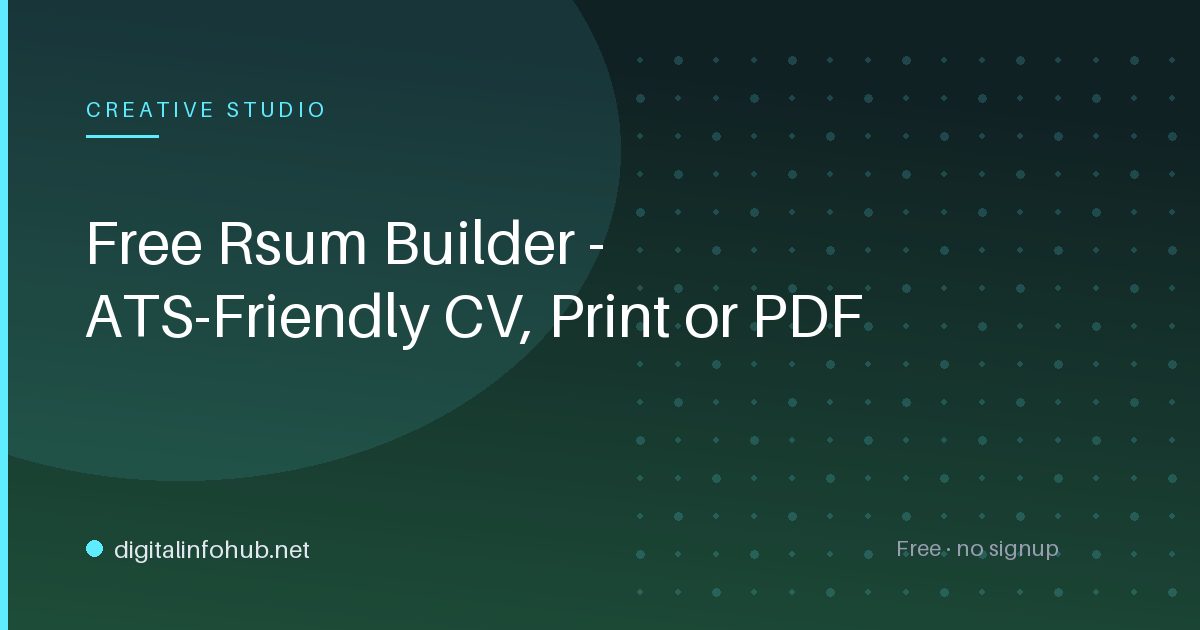 CREATIVE STUDIO
Free Rsum Builder -
ATS-Friendly CV, Print or PDF
digitalinfohub.net
Free · no signup